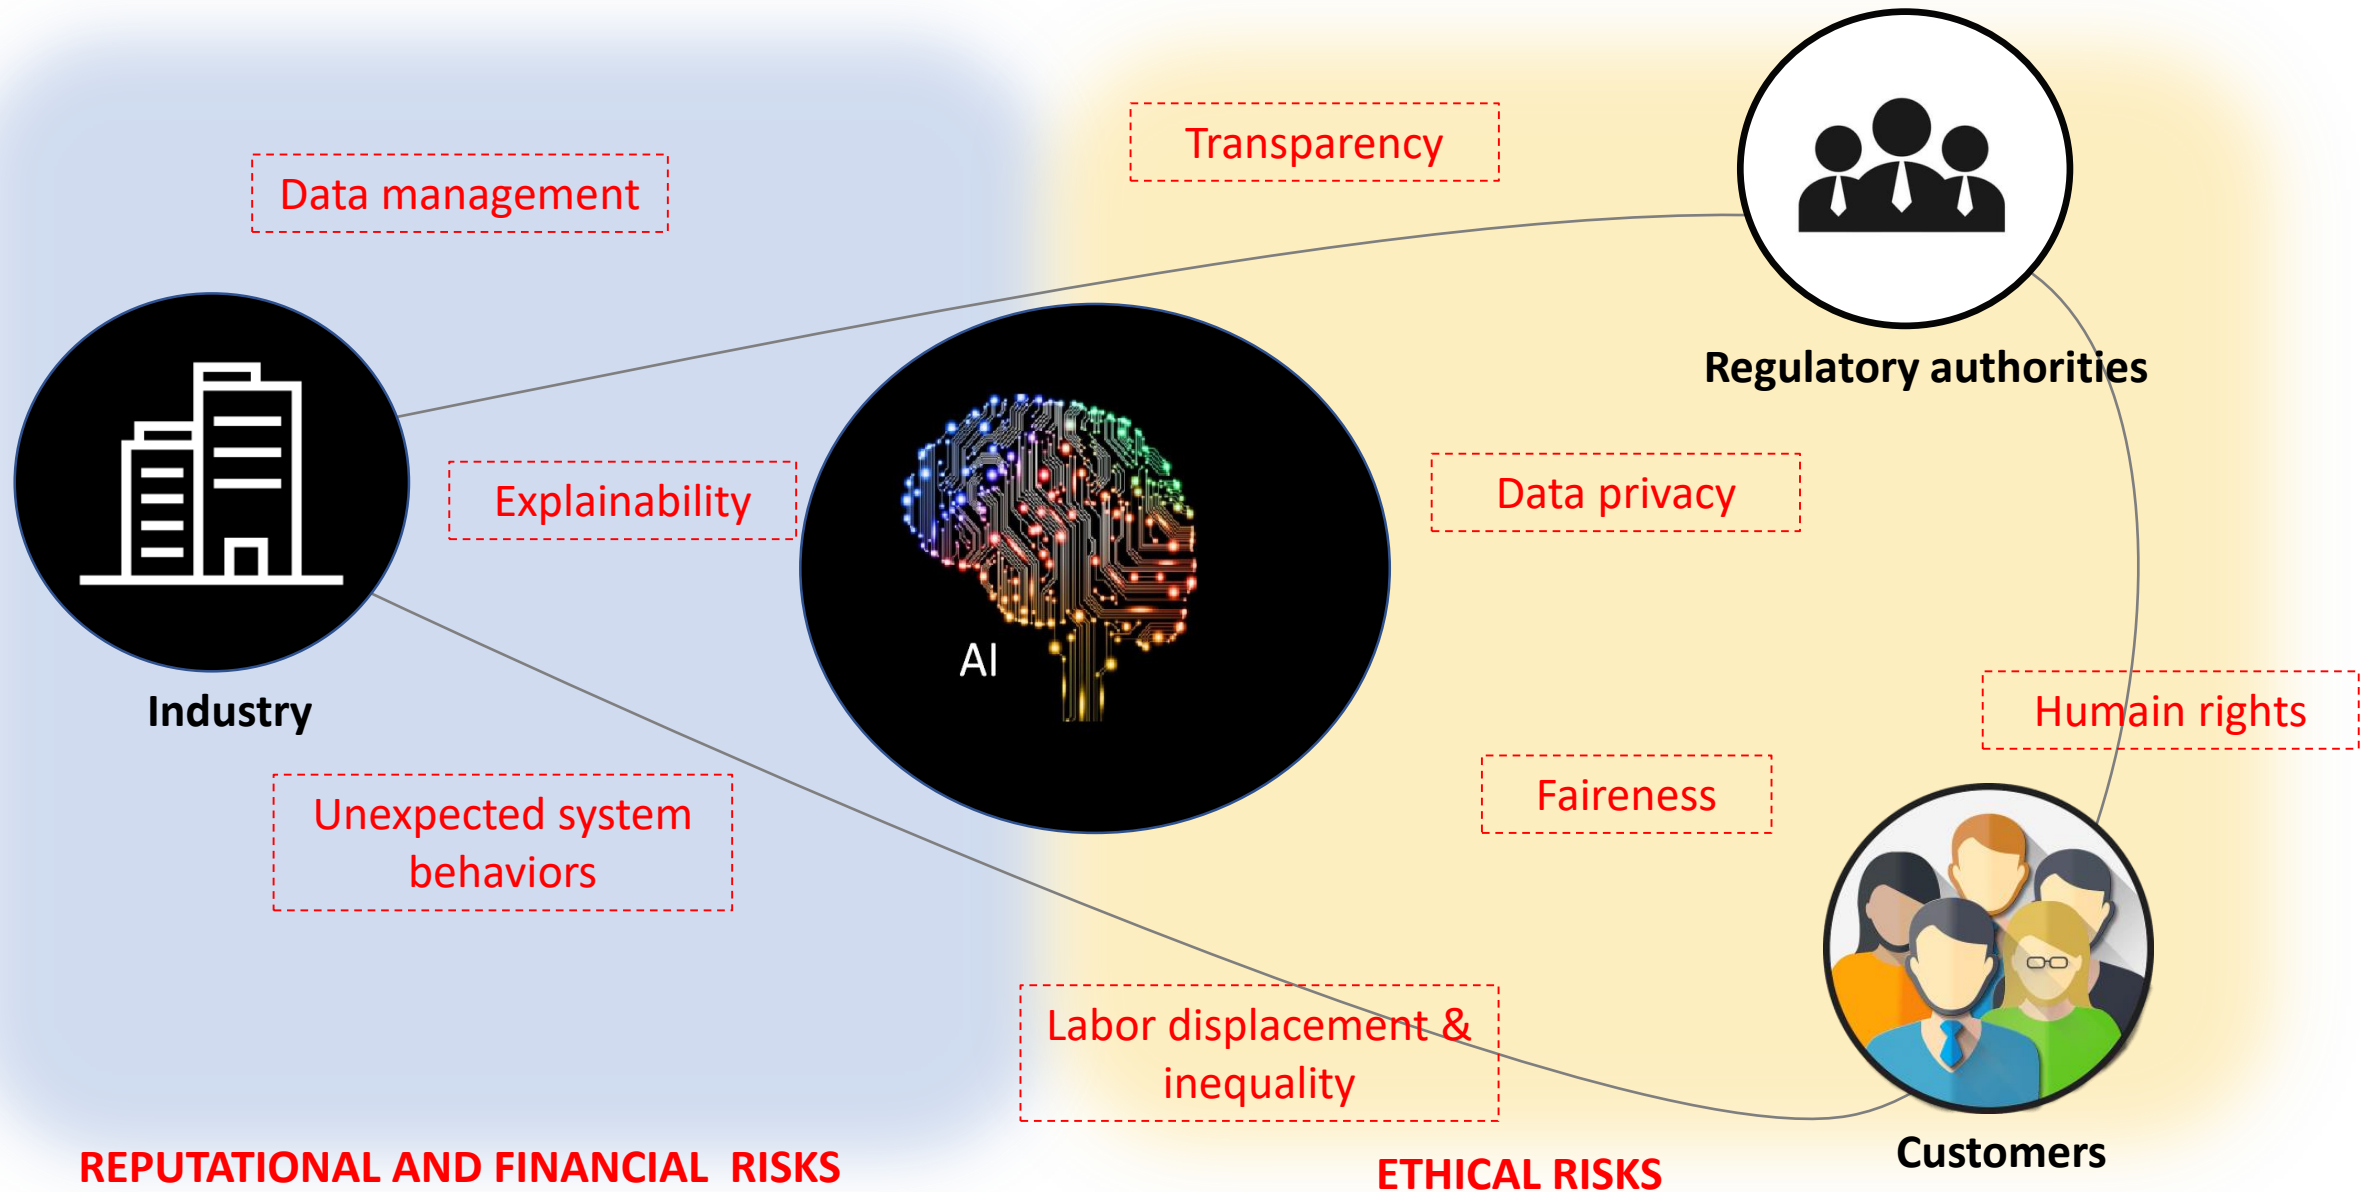 Transparency
Data management
Regulatory authorities
Explainability
Data privacy
AI
Industry
Humain rights
Faireness
Unexpected system
behaviors
Labor displacement &
inequality
Customers
REPUTATIONAL AND FINANCIAL  RISKS
ETHICAL RISKS